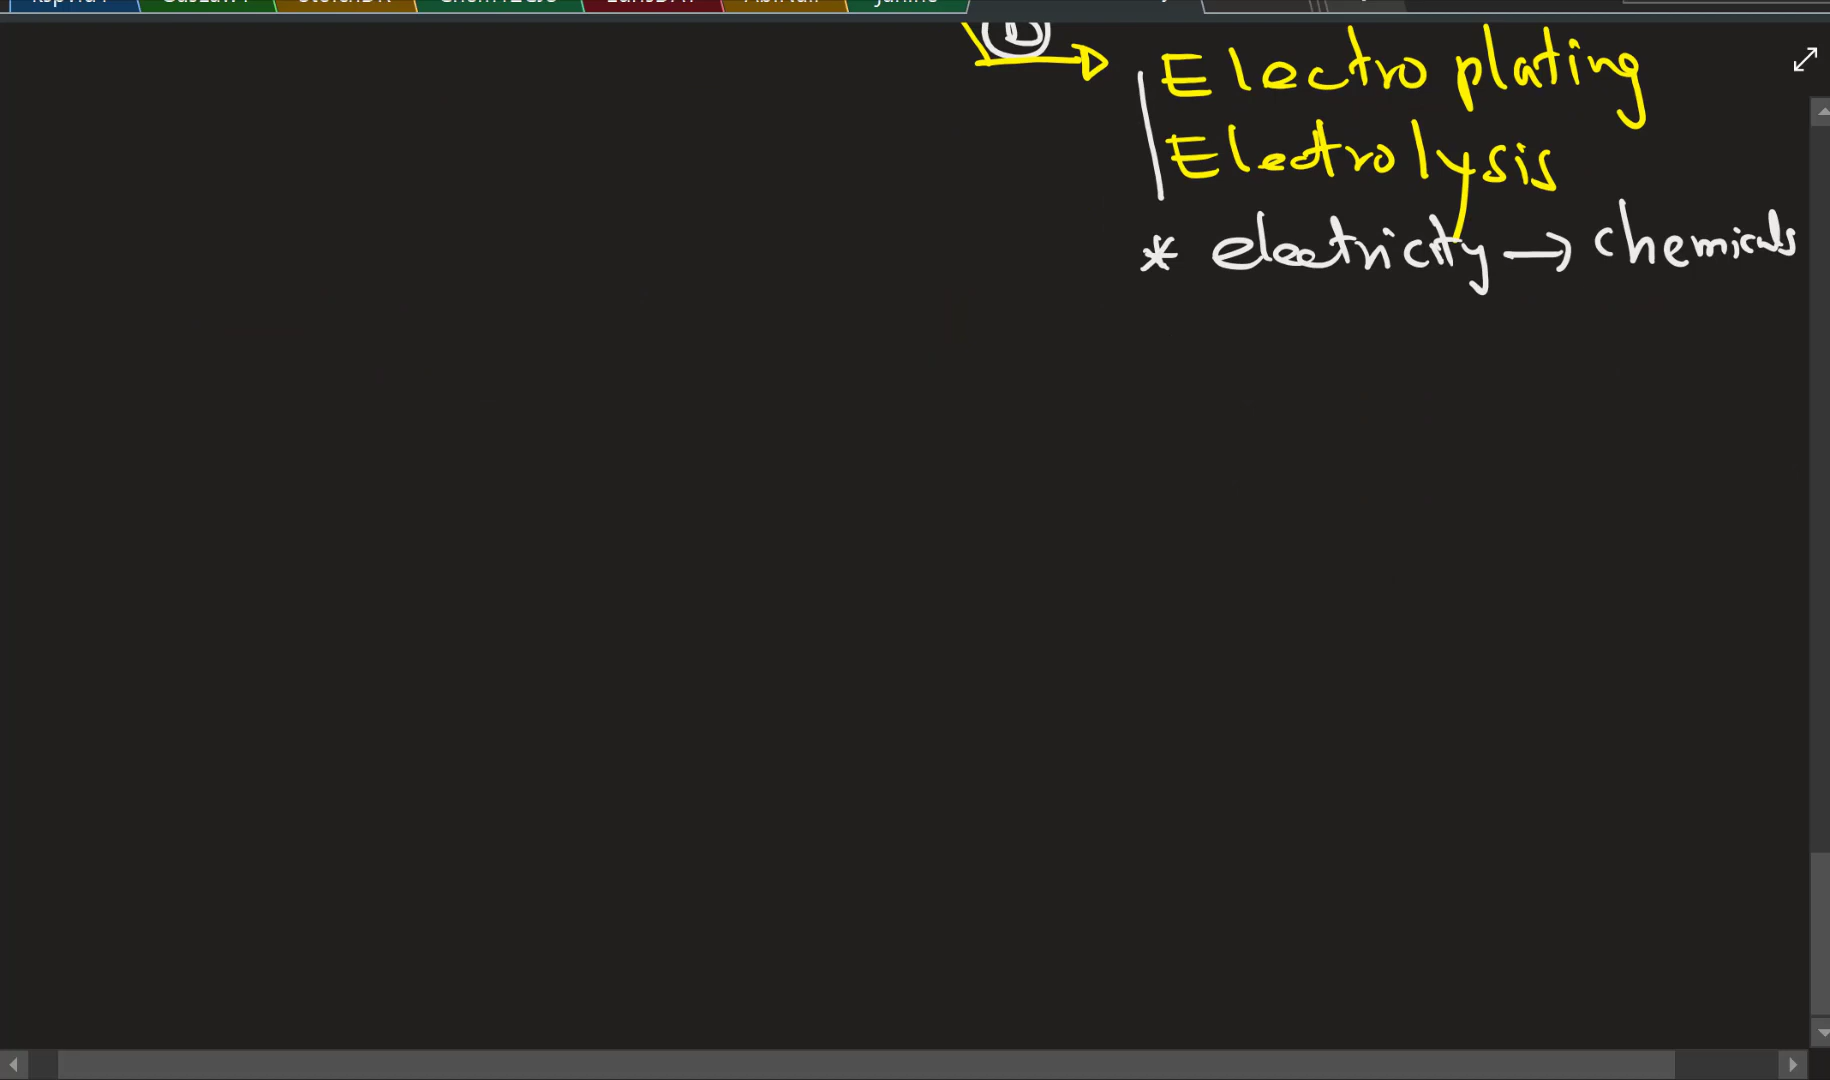 Electro plating
Electrolysis
* electricity → chemicals